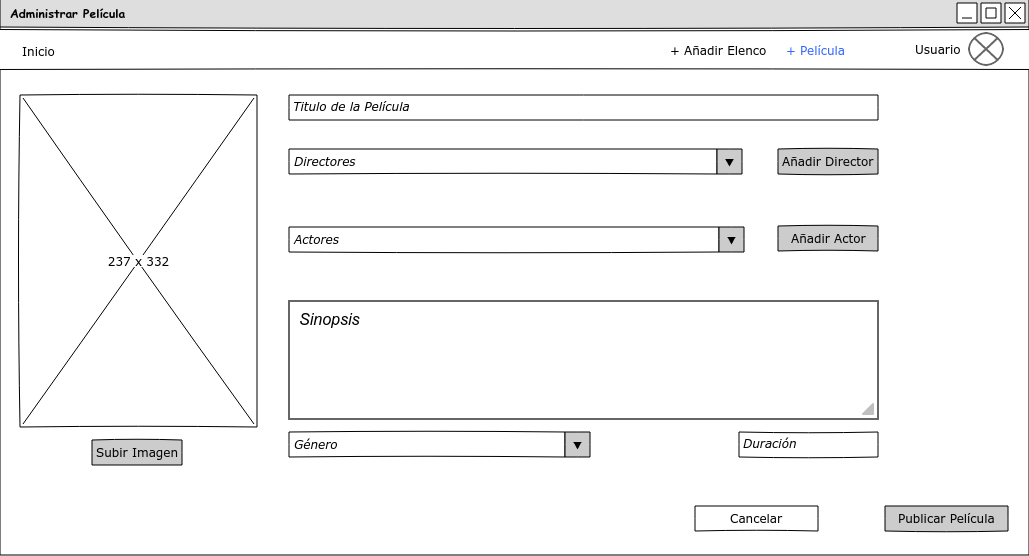 Administrar Película
Inicio
+ Añadir Elenco
+ Película
Usuario
Titulo de la Película
Directores
Añadir Director
Actores
Añadir Actor
237 x 332
Sinopsis
Género
Duración
Subir Imagen
Cancelar
Publicar Película